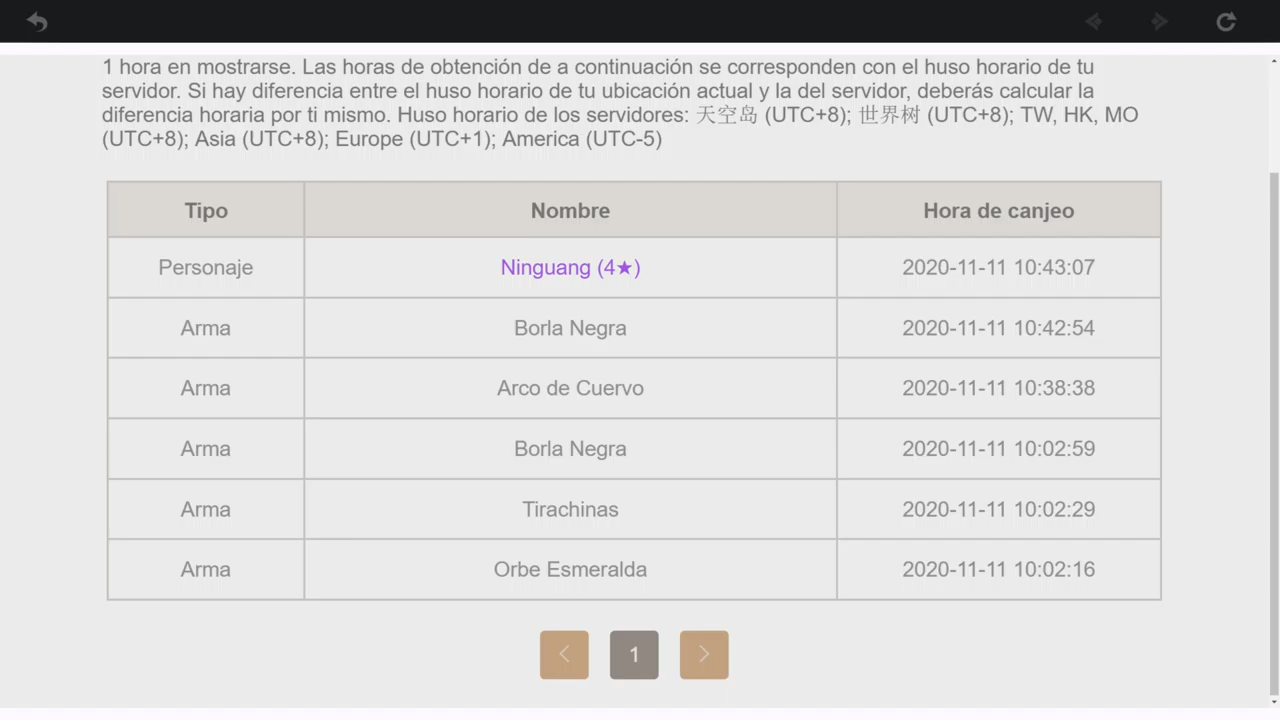 1 hora en mostrarse. Las horas de obtención de a continuación se corresponden con el huso horario de tu
servidor. Si hay diferencia entre el huso horario de tu ubicación actual y la del servidor, deberás calcular la
diferencia horaria por ti mismo. Huso horario de los servidores: 天空岛 (UTC+8); 世界树 (UTC+8); TW, HK, MO
(UTC+8); Asia (UTC+8); Europe (UTC+1); America (UTC-5)
Tipo Nombre Hora de canjeo
Personaje Ninguang (4★) 2020-11-11 10:43:07
Arma Borla Negra 2020-11-11 10:42:54
Arma Arco de Cuervo 2020-11-11 10:38:38
Arma Borla Negra 2020-11-11 10:02:59
Arma Tirachinas 2020-11-11 10:02:29
Arma Orbe Esmeralda 2020-11-11 10:02:16
1